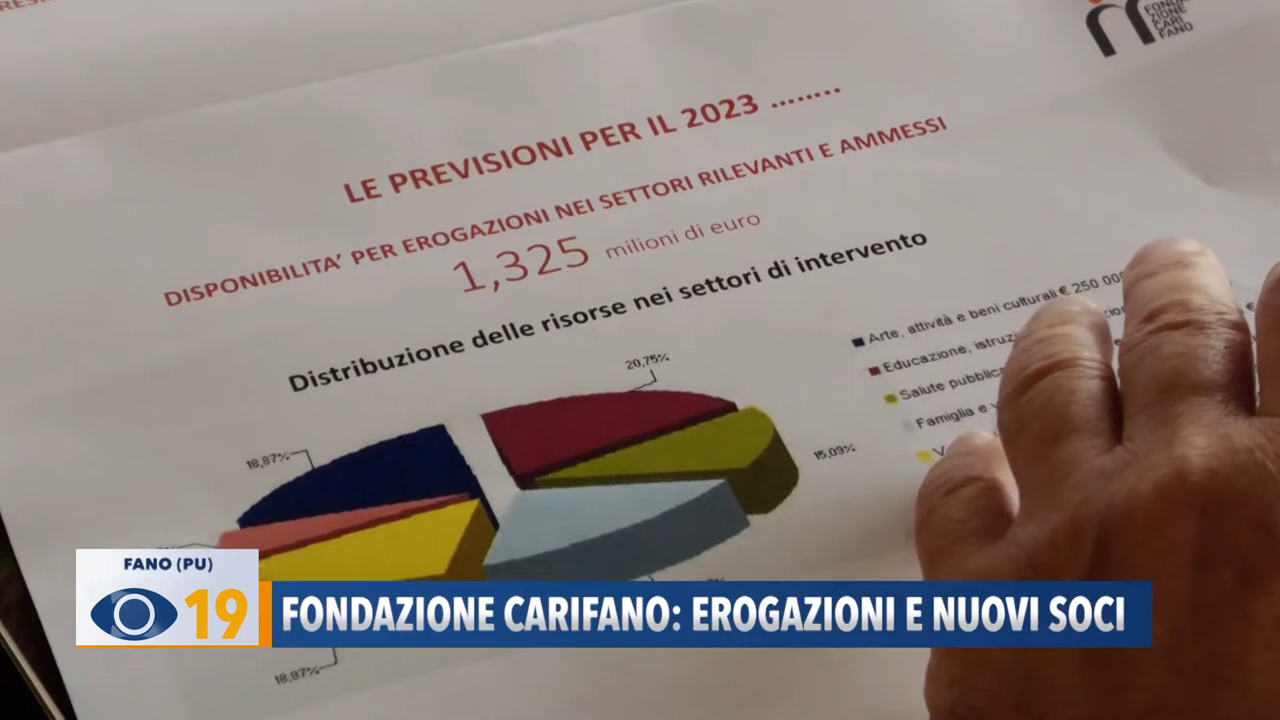 FONDA
ZIONE
CARI
FANO
LE PREVISIONI PER IL 2023 ........
DISPONIBILITA' PER EROGAZIONI NEI SETTORI RILEVANTI E AMMESSI
1,325 milioni di euro
Distribuzione delle risorse nei settori di intervento
20,75%
18,87%
15,09%
Arte, attività e beni culturali € 250 000
Educazione, istruzi
Salute pubblica
Famiglia e
18,87%
FANO (PU)
19
FONDAZIONE CARIFANO: EROGAZIONI E NUOVI SOCI